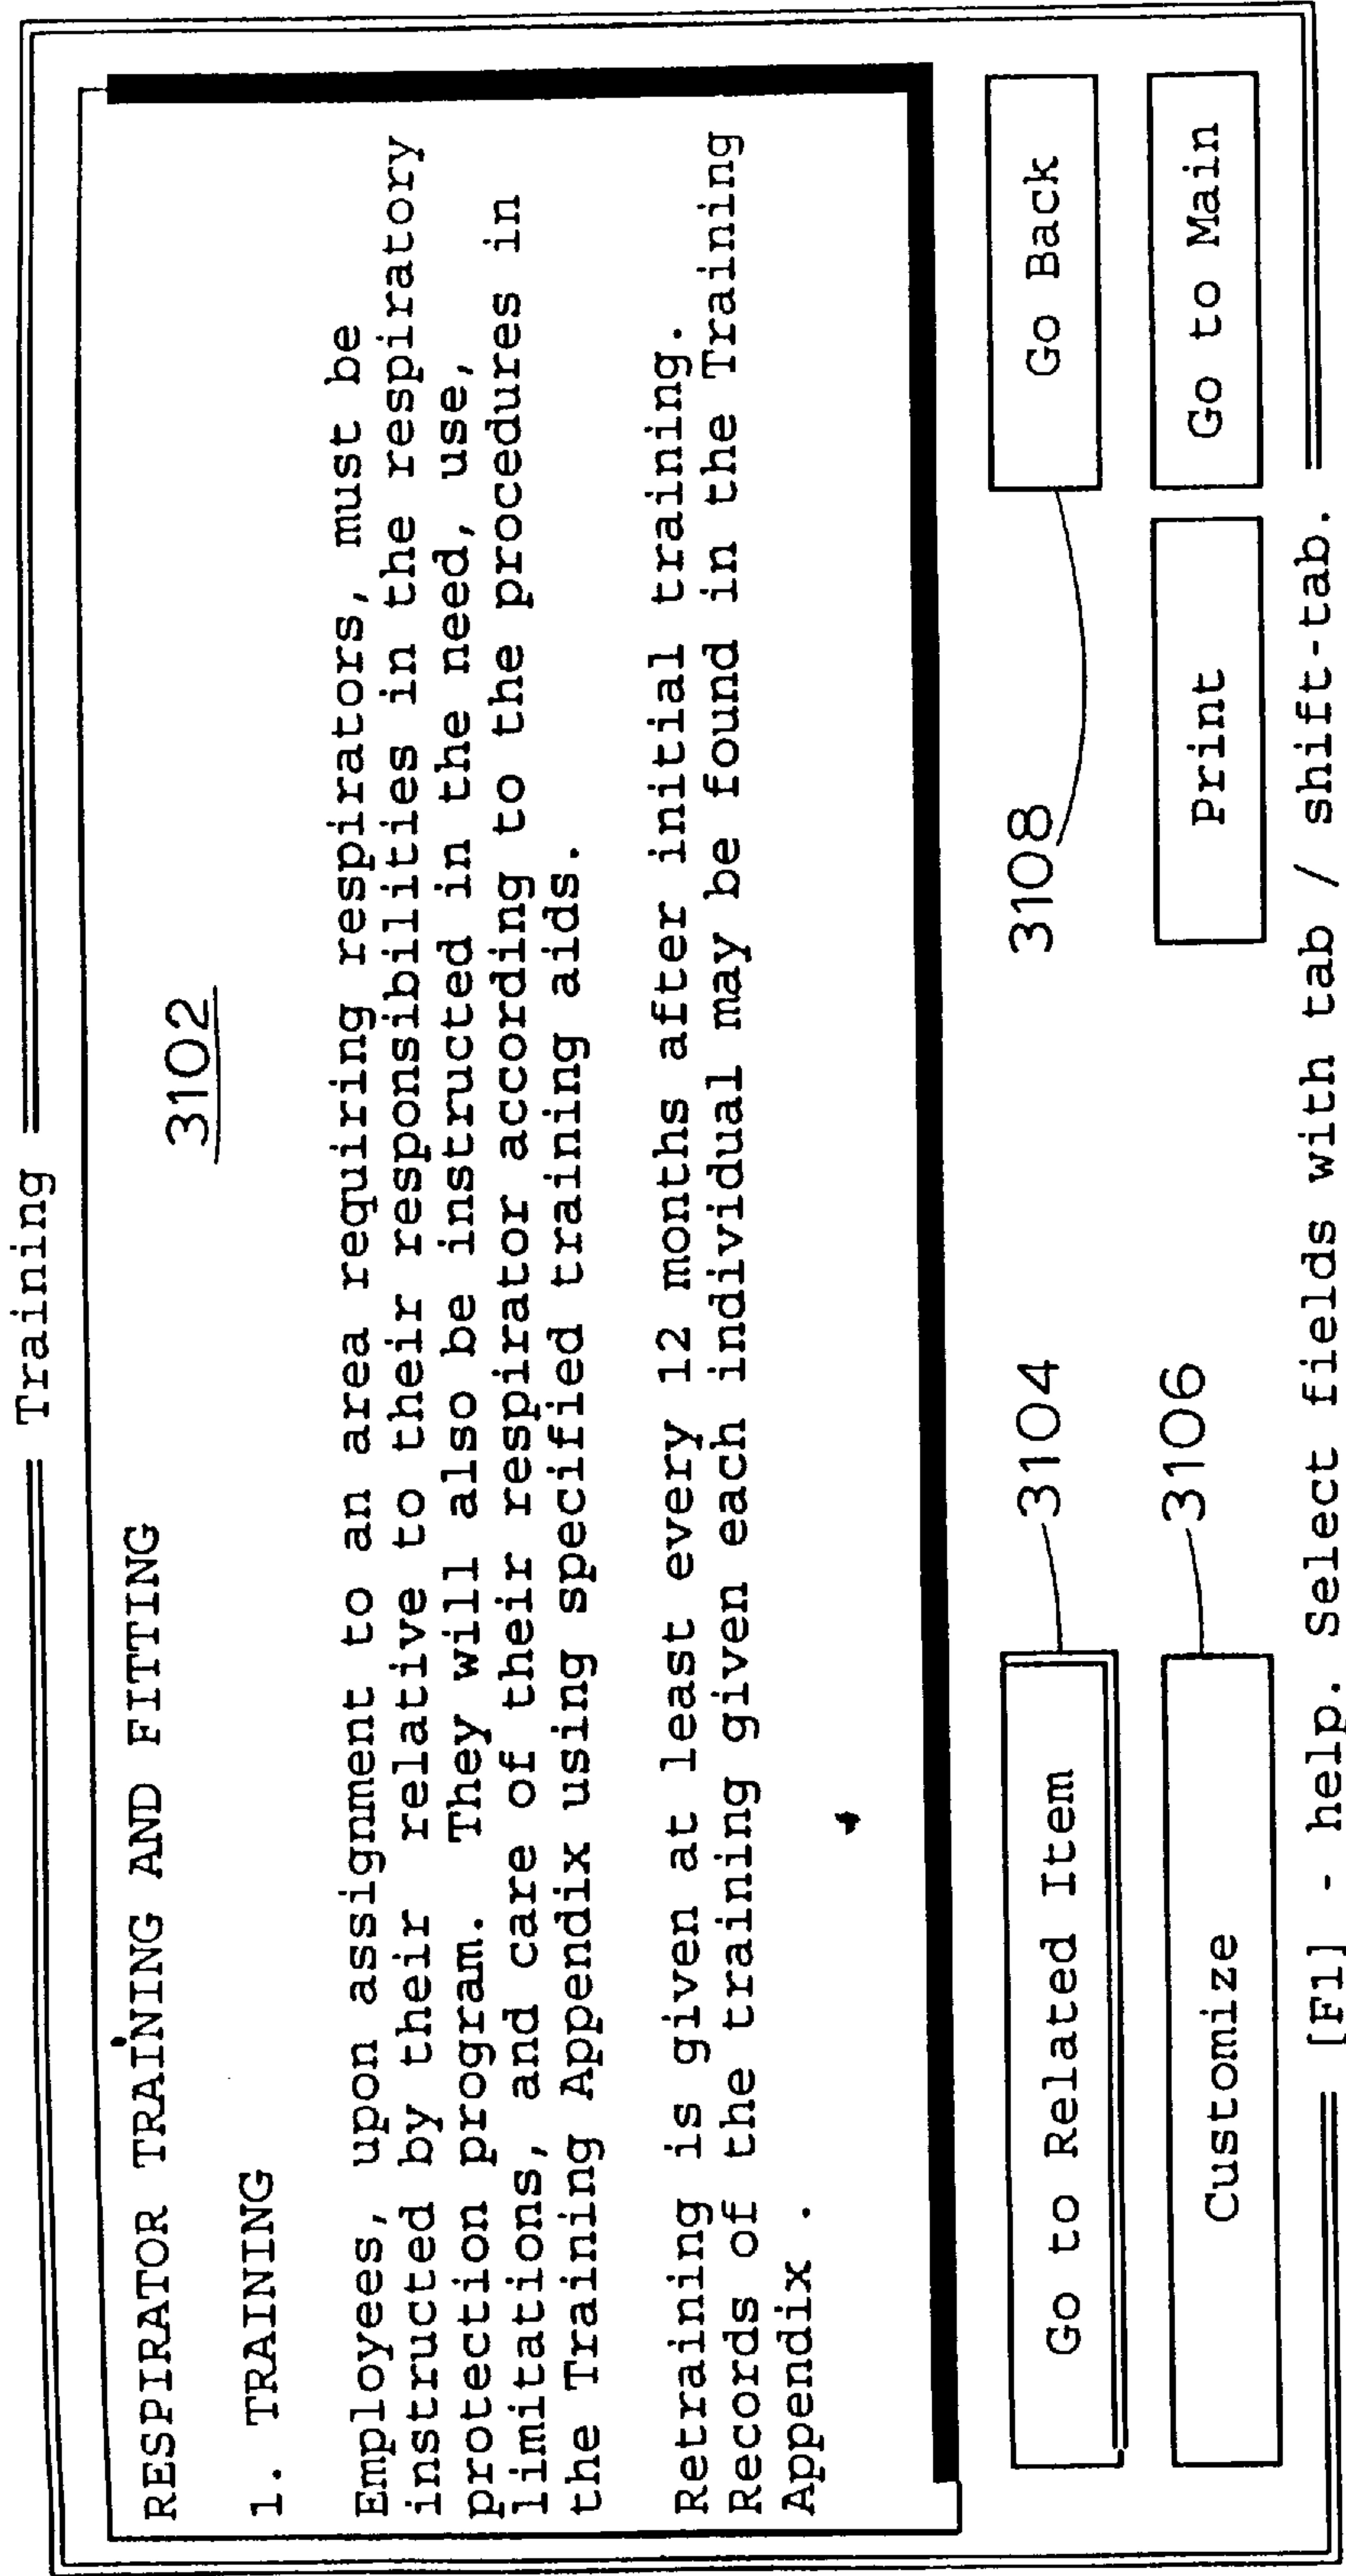 Training
RESPIRATOR TRAINING AND FITTING
3102
1. TRAINING
Employees, upon assignment to an area requiring respirators, must be
instructed by their relative to their responsibilities in the respiratory
protection program. They will also be instructed in the need, use,
limitations, and care of their respirator according to the procedures in
the Training Appendix using specified training aids.
Retraining is given at least every 12 months after initial training.
Records of the training given each individual may be found in the Training
Appendix .
Go to Related Item
3104
3108
Go Back
Customize
3106
Print
Go to Main
[F1] - help. Select fields with tab / shift-tab.